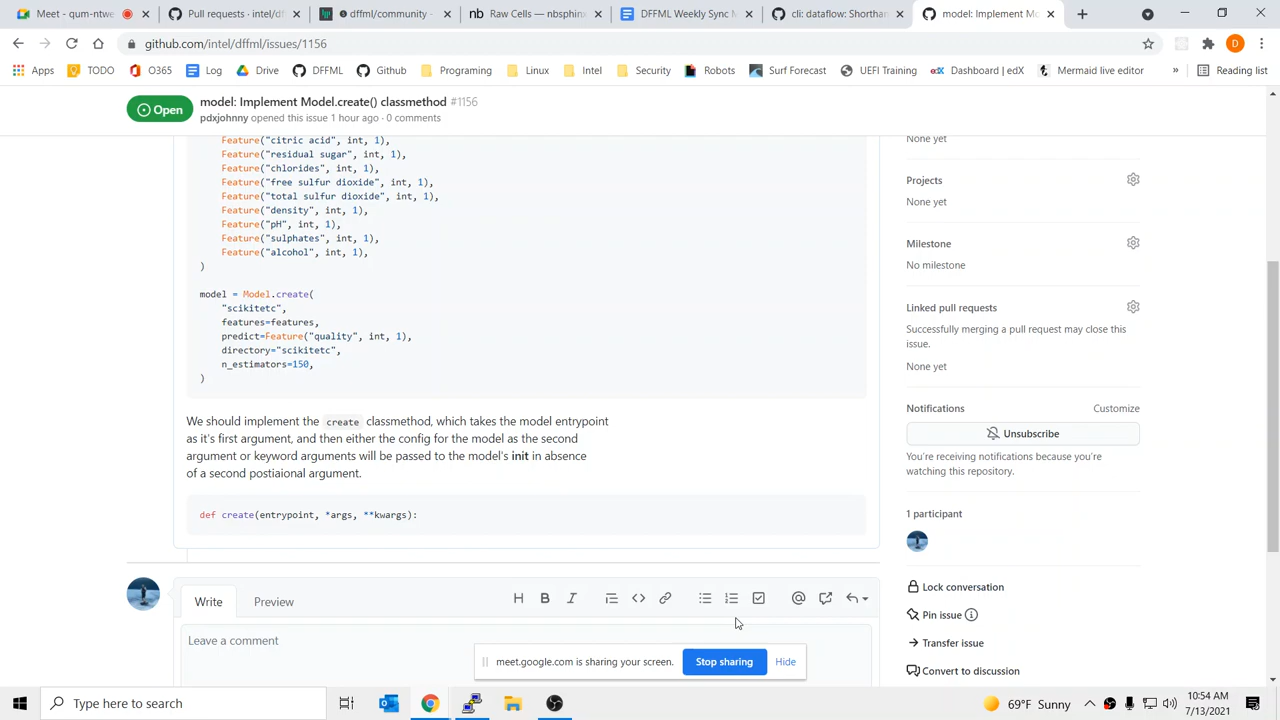 Meet – qum-nbtwe
Pull requests · intel/dffml
dffml/community -
Raw Cells — nbsphin
DFFML Weekly Sync M
cli: dataflow: Shorthan
model: Implement Mo
github.com/intel/dffml/issues/1156
Apps TODO O365 Log Drive DFFML Github Programing Linux Intel Security Robots Surf Forecast UEFI Training Dashboard | edX Mermaid live editor » Reading list
Open
model: Implement Model.create() classmethod #1156
pdxjohnny opened this issue 1 hour ago · 0 comments
Feature("citric acid", int, 1),
Feature("residual sugar", int, 1),
Feature("chlorides", int, 1),
Feature("free sulfur dioxide", int, 1),
Feature("total sulfur dioxide", int, 1),
Feature("density", int, 1),
Feature("pH", int, 1),
Feature("sulphates", int, 1),
Feature("alcohol", int, 1),
)
model = Model.create(
"scikitetc",
features=features,
predict=Feature("quality", int, 1),
directory="scikitetc",
n_estimators=150,
)
We should implement the create classmethod, which takes the model entrypoint
as it's first argument, and then either the config for the model as the second
argument or keyword arguments will be passed to the model's init in absence
of a second postiaional argument.
def create(entrypoint, *args, **kwargs):
Write Preview
Leave a comment
None yet
Projects
None yet
Milestone
No milestone
Linked pull requests
Successfully merging a pull request may close this
issue.
None yet
Notifications Customize
Unsubscribe
You're receiving notifications because you're
watching this repository.
1 participant
Lock conversation
Pin issue
Transfer issue
Convert to discussion
meet.google.com is sharing your screen. Stop sharing Hide
Type here to search
69°F Sunny
10:54 AM
7/13/2021